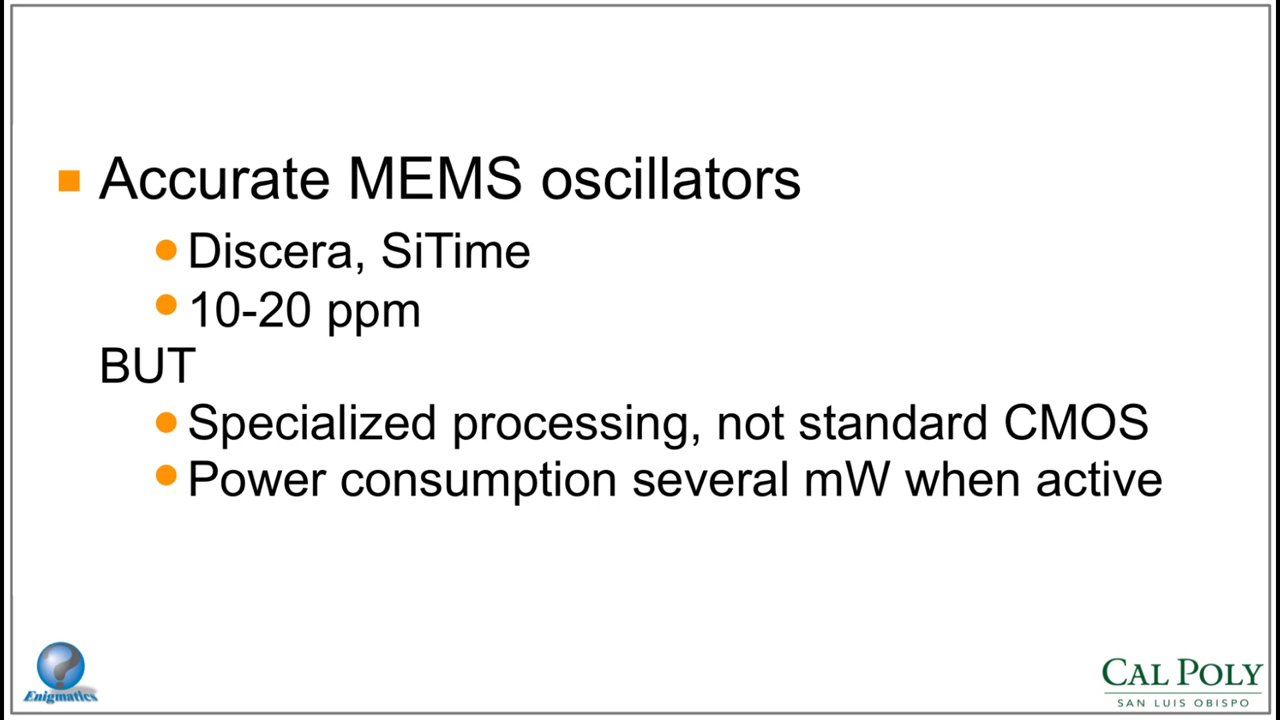 Accurate MEMS oscillators
Discera, SiTime
10-20 ppm
BUT
Specialized processing, not standard CMOS
Power consumption several mW when active
Enigmatics
CAL POLY
SAN LUIS OBISPO